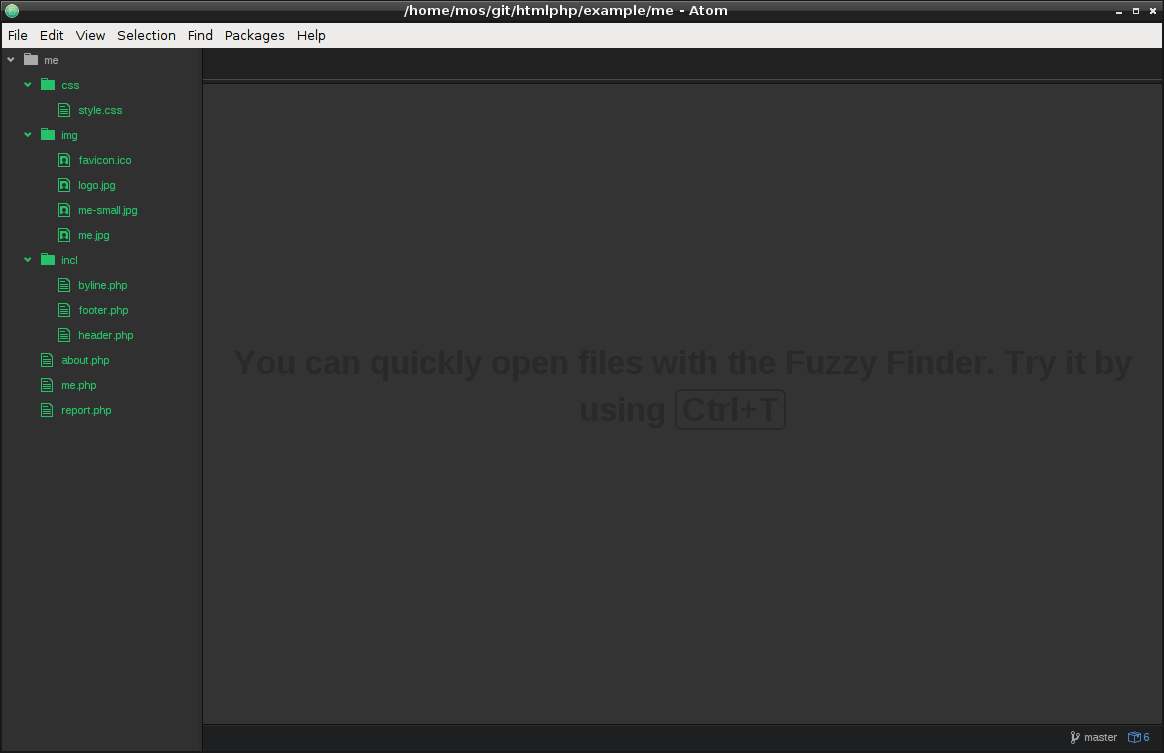 /home/mos/git/htmlphp/example/me - Atom
File Edit View Selection Find Packages Help
me
css
style.css
img
favicon.ico
logo.jpg
me-small.jpg
me.jpg
incl
byline.php
footer.php
header.php
about.php
me.php
report.php
You can quickly open files with the Fuzzy Finder. Try it by
using Ctrl+T
master 6